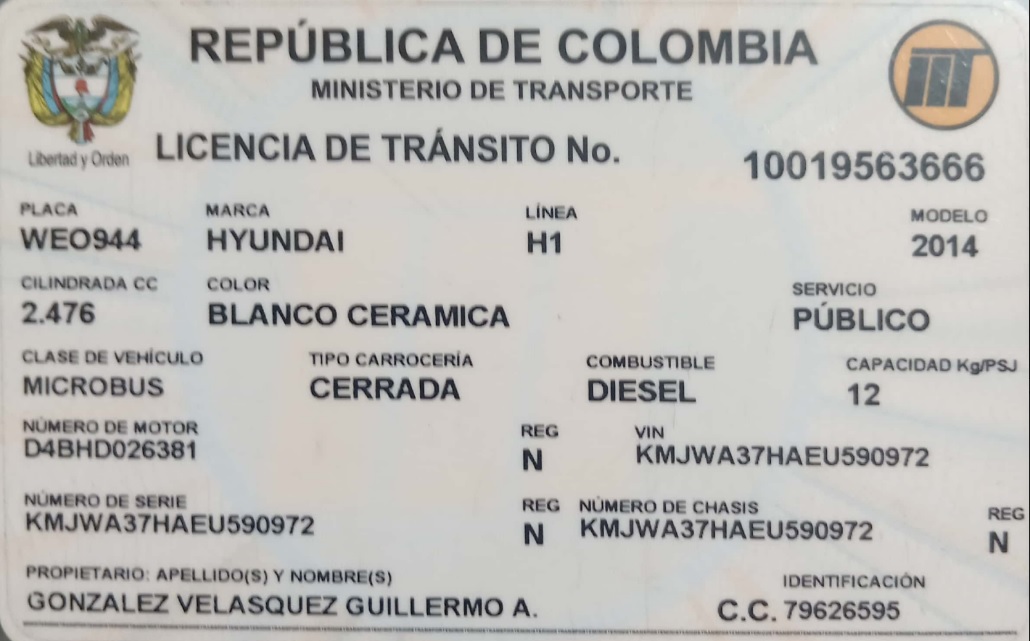 REPÚBLICA DE COLOMBIA
MINISTERIO DE TRANSPORTE
Libertad y Orden
LICENCIA DE TRÁNSITO No. 10019563666
PLACA MARCA LÍNEA MODELO
WEO944 HYUNDAI H1 2014
CILINDRADA CC COLOR SERVICIO
2.476 BLANCO CERAMICA PÚBLICO
CLASE DE VEHÍCULO TIPO CARROCERÍA COMBUSTIBLE CAPACIDAD Kg/PSJ
MICROBUS CERRADA DIESEL 12
NÚMERO DE MOTOR REG VIN
D4BHD026381 N KMJWA37HAEU590972
NÚMERO DE SERIE REG NÚMERO DE CHASIS REG
KMJWA37HAEU590972 N KMJWA37HAEU590972 N
PROPIETARIO: APELLIDO(S) Y NOMBRE(S) IDENTIFICACIÓN
GONZALEZ VELASQUEZ GUILLERMO A. C.C. 79626595